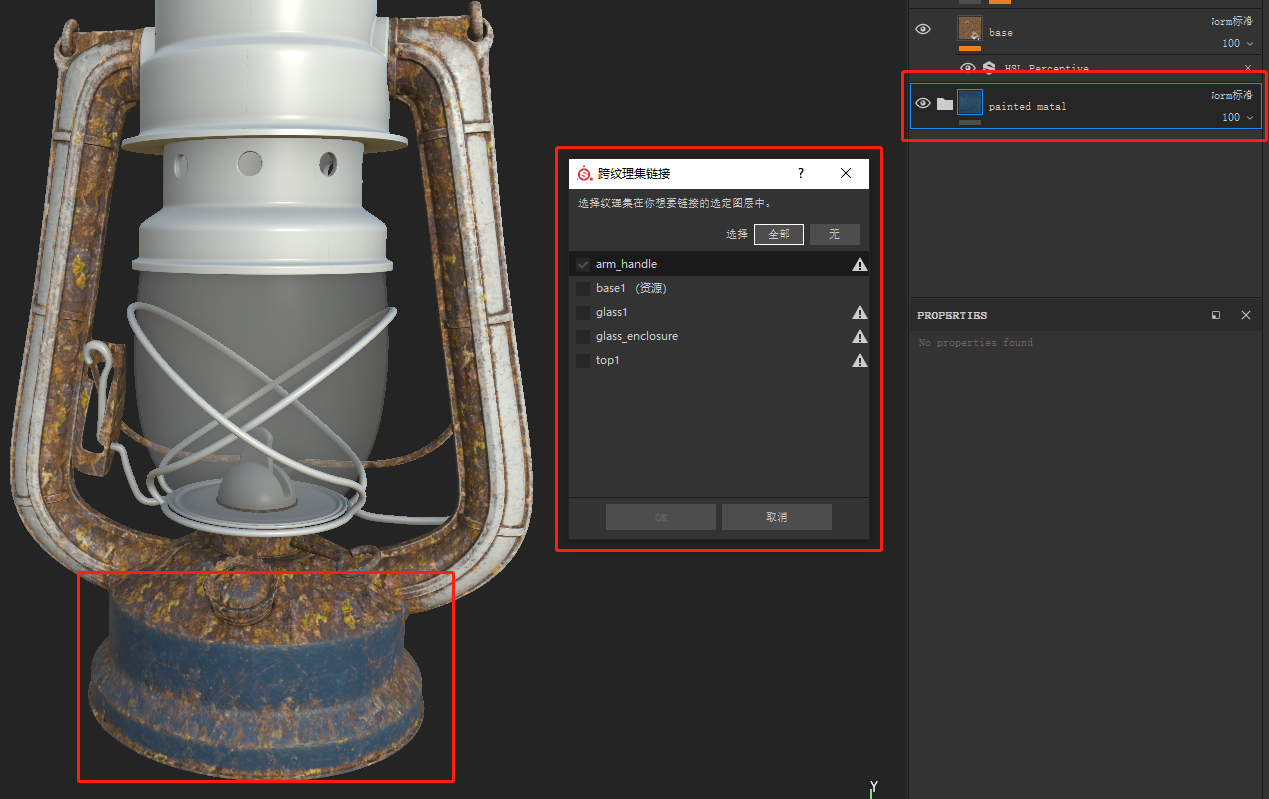 base
Norm标准
100
HSL Perceptive
painted matal
Norm标准
100
跨纹理集链接
?
选择纹理集在你想要链接的选定图层中。
选择 全部 无
arm_handle
base1 (资源)
glass1
glass_enclosure
top1
OK 取消
PROPERTIES
No properties found
Y